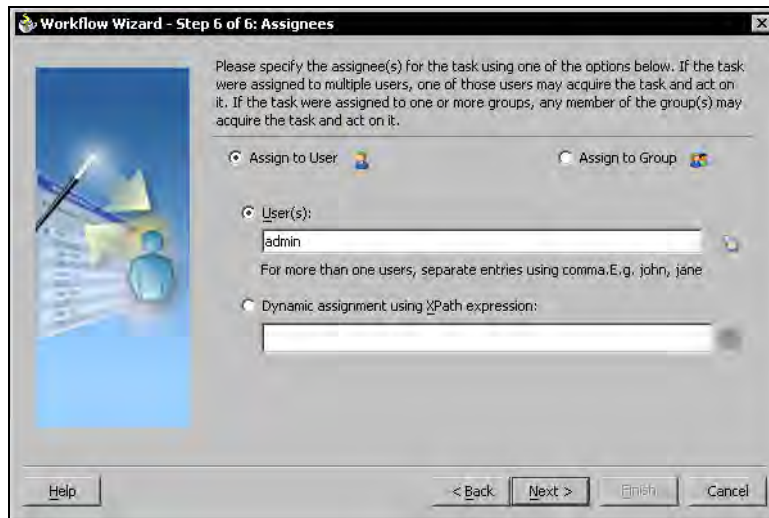 Workflow Wizard - Step 6 of 6: Assignees
Please specify the assignee(s) for the task using one of the options below. If the task
were assigned to multiple users, one of those users may acquire the task and act on
it. If the task were assigned to one or more groups, any member of the group(s) may
acquire the task and act on it.
Assign to User Assign to Group
User(s):
admin
For more than one users, separate entries using comma.E.g. john, jane
Dynamic assignment using XPath expression:
Help < Back Next > Finish Cancel